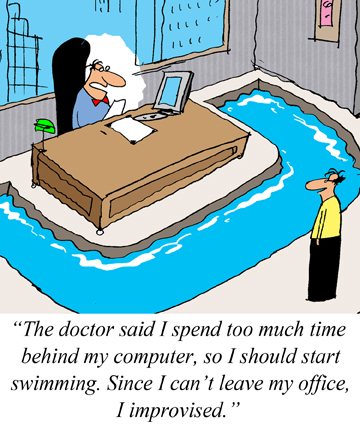 “The doctor said I spend too much time
behind my computer, so I should start
swimming. Since I can’t leave my office,
I improvised.”